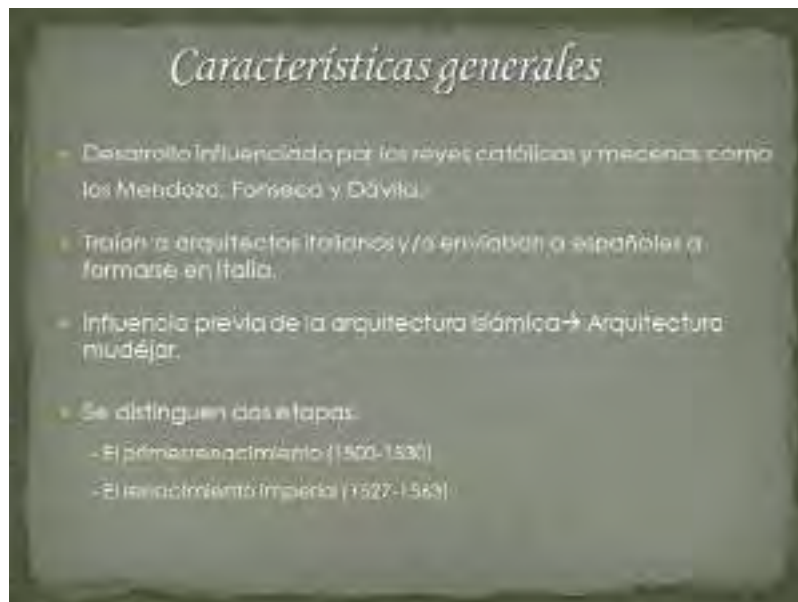 Características generales
Desarrollo influenciado por los reyes católicos y mecenas como
los Mendoza, Fonseca y Dávila.
Traían a arquitectos italianos y/o enviaban a españoles a
formarse en Italia.
Influencia previa de la arquitectura islámica→ Arquitectura
mudéjar.
Se distinguen dos etapas:
- El primer renacimiento (1500-1530)
- El renacimiento imperial (1527-1563)